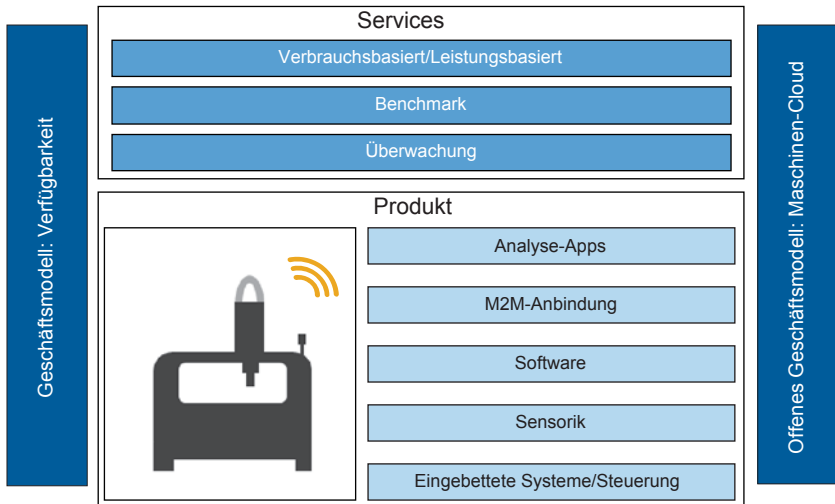 Geschäftsmodell: Verfügbarkeit
Services
Verbrauchsbasiert/Leistungsbasiert
Benchmark
Überwachung
Produkt
Analyse-Apps
M2M-Anbindung
Software
Sensorik
Eingebettete Systeme/Steuerung
Offenes Geschäftsmodell: Maschinen-Cloud